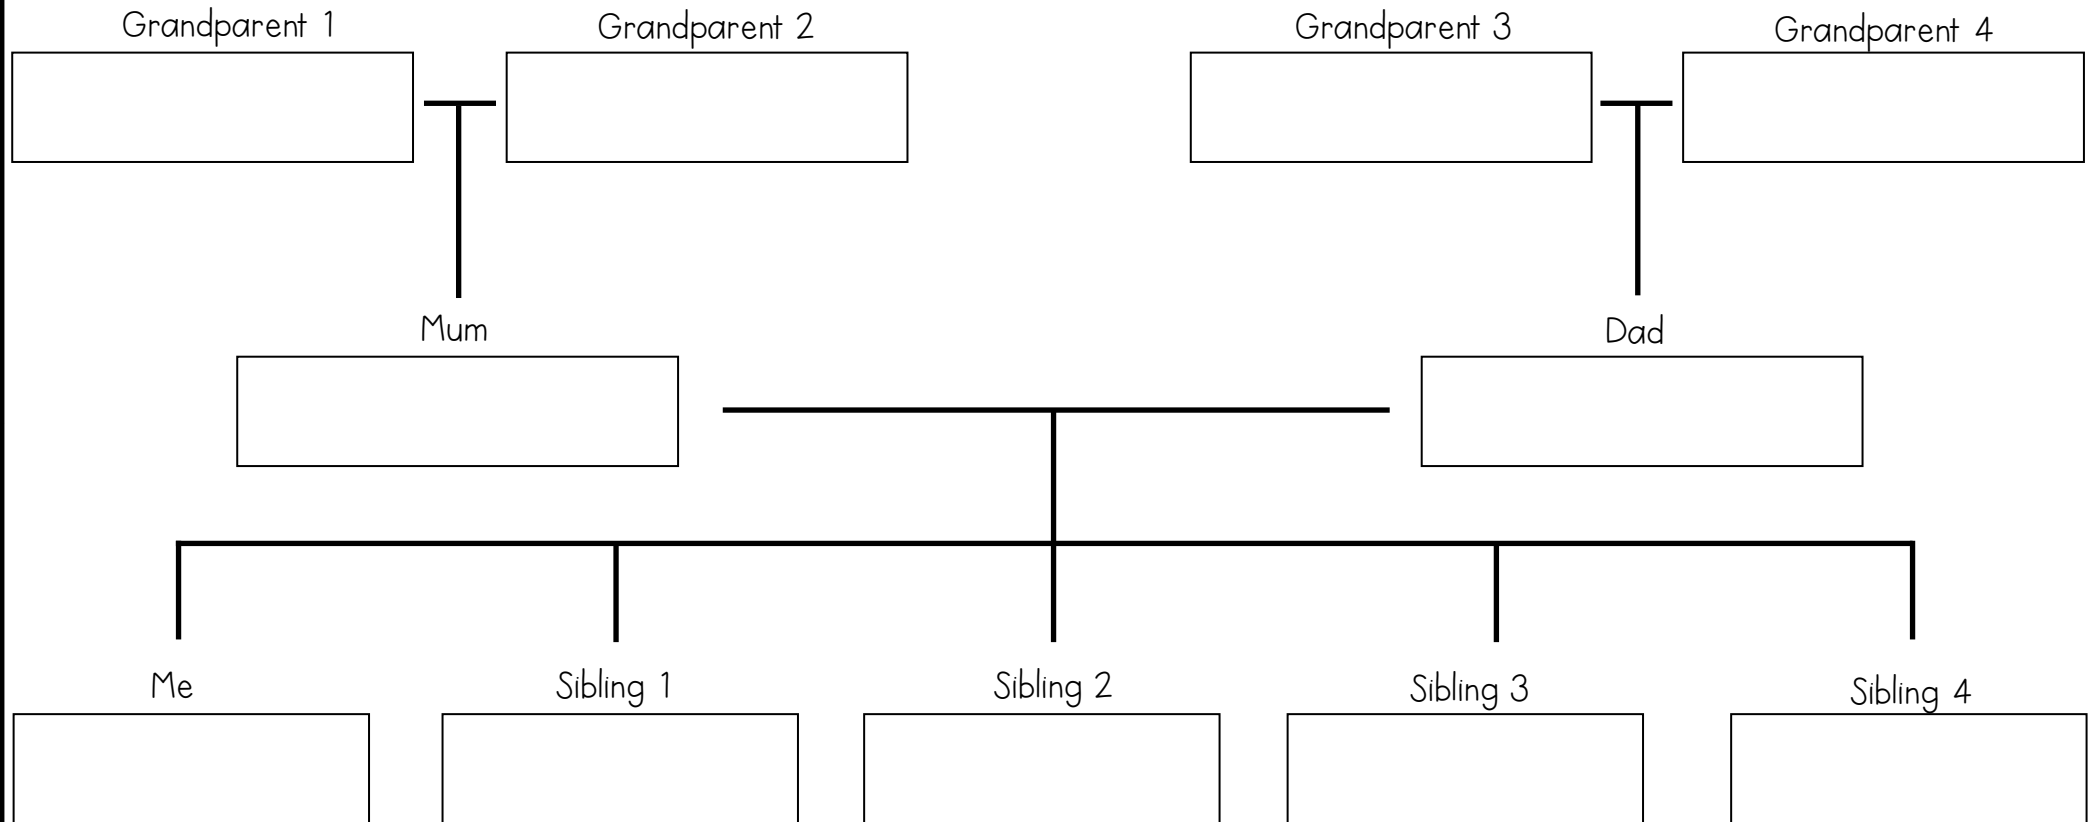 Grandparent 1
Grandparent 2
Grandparent 3
Grandparent 4
Mum
Dad
Me
Sibling 1
Sibling 2
Sibling 3
Sibling 4